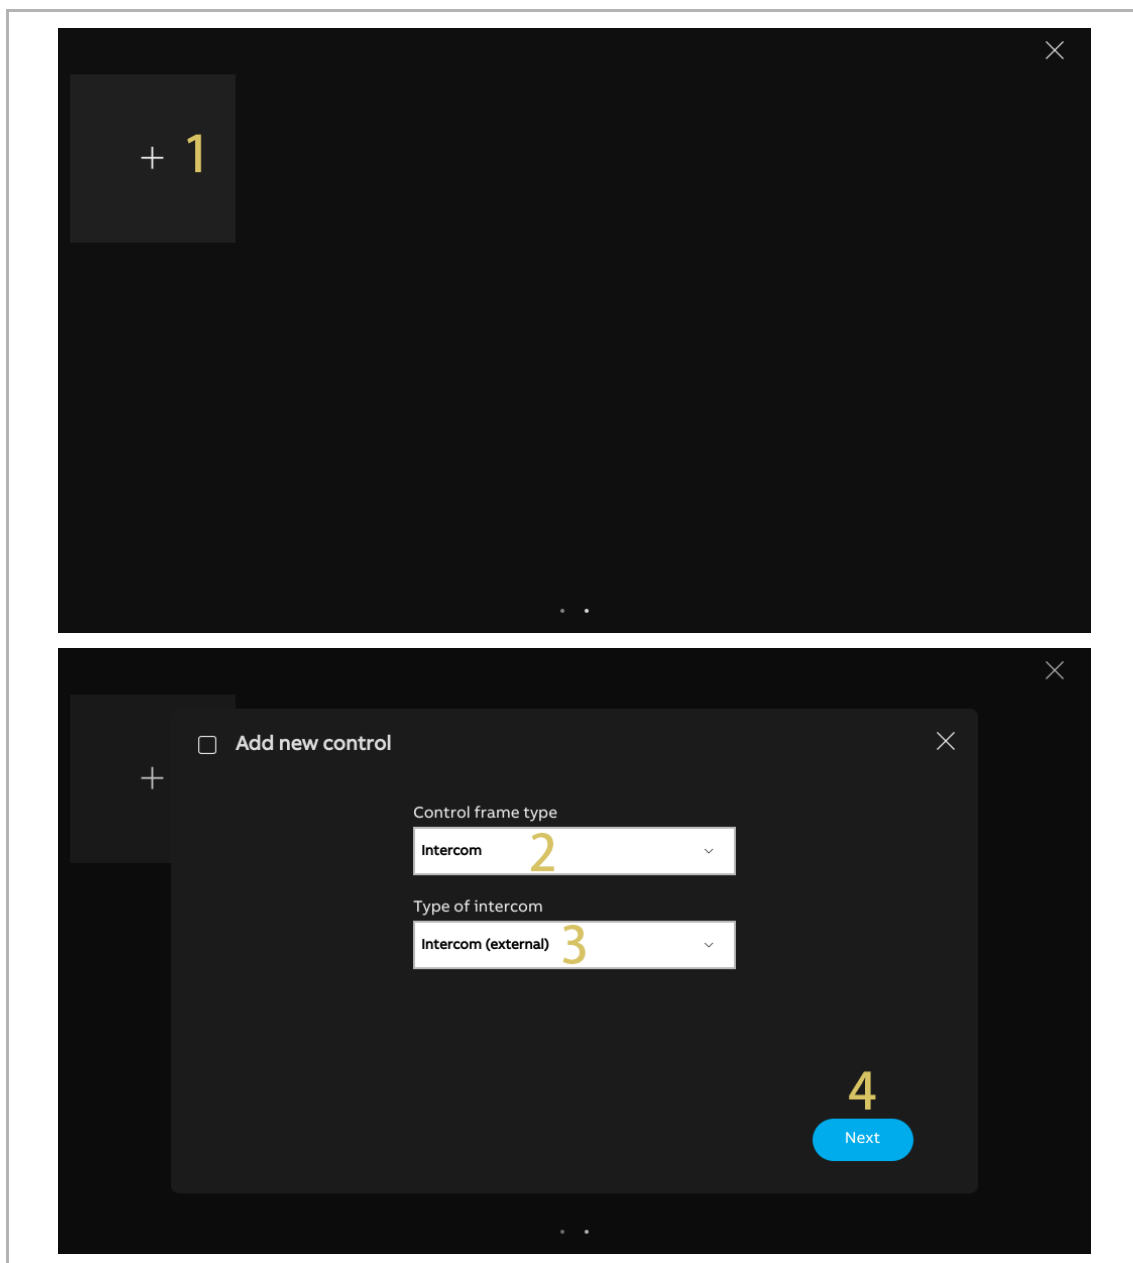 + 1
Add new control
+
Control frame type
Intercom 2
Type of intercom
Intercom (external) 3
4
Next